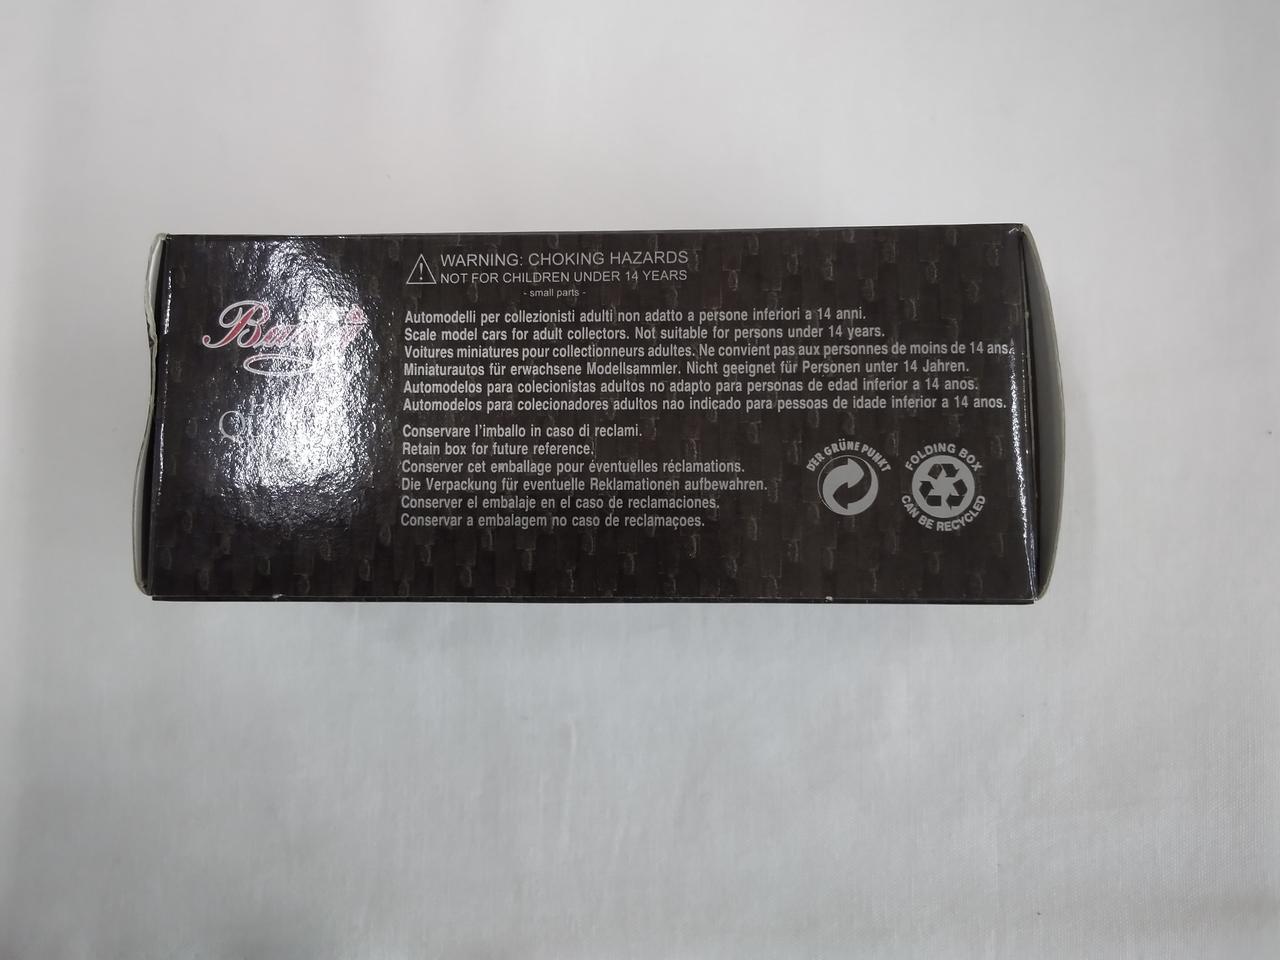 WARNING: CHOKING HAZARDS
NOT FOR CHILDREN UNDER 14 YEARS
- small parts -
Automodelli per collezionisti adulti non adatto a persone inferiori a 14 anni.
Scale model cars for adult collectors. Not suitable for persons under 14 years.
Voitures miniatures pour collectionneurs adultes. Ne convient pas aux personnes de moins de 14 ans.
Miniaturautos für erwachsene Modellsammler. Nicht geeignet für Personen unter 14 Jahren.
Automodelos para colecionistas adultos no adapto para personas de edad inferior a 14 anos.
Automodelos para colecionadores adultos nao indicado para pessoas de idade inferior a 14 anos.
Conservare l'imballo in caso di reclami.
Retain box for future reference.
Conserver cet emballage pour éventuelles réclamations.
Die Verpackung für eventuelle Reklamationen aufbewahren.
Conserver el embalaje en el caso de reclamaciones.
Conservar a embalagem no caso de reclamaçoes.
DER GRÜNE PUNKT
FOLDING BOX
CAN BE RECYCLED